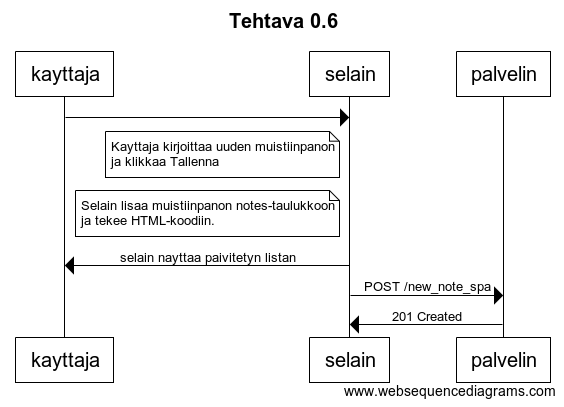 Tehtava 0.6
kayttaja
selain
palvelin
Kayttaja kirjoittaa uuden muistiinpanon
ja klikkaa Tallenna
Selain lisaa muistiinpanon notes-taulukkoon
ja tekee HTML-koodiin.
selain nayttaa paivitetyn listan
POST /new_note_spa
201 Created
kayttaja
selain
palvelin
www.websequencediagrams.com